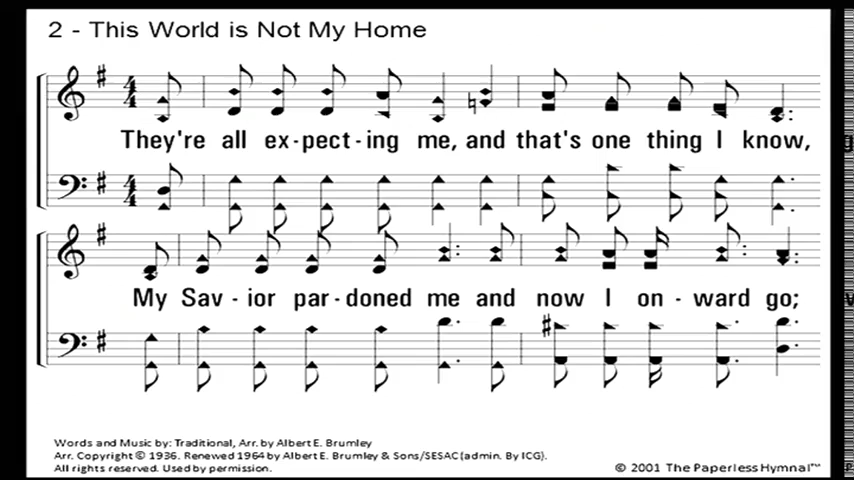 2 - This World is Not My Home
They're all ex-pect-ing me, and that's one thing I know,
My Sav-ior par-doned me and now I on-ward go;
Words and Music by: Traditional, Arr. by Albert E. Brumley
Arr. Copyright © 1936. Renewed 1964 by Albert E. Brumley & Sons/SESAC (admin. By ICG).
All rights reserved. Used by permission.
© 2001 The Paperless Hymnal™